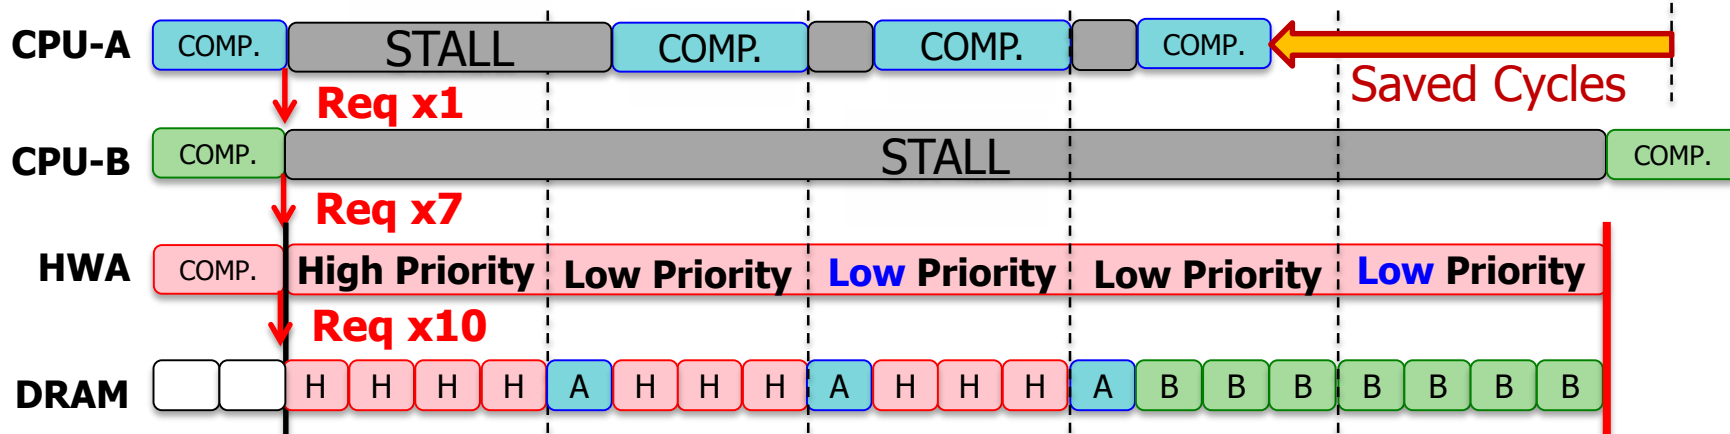 CPU-A COMP. STALL COMP. COMP. COMP.
Saved Cycles
Req x1
CPU-B COMP. STALL COMP.
Req x7
HWA COMP. High Priority Low Priority Low Priority Low Priority Low Priority
Req x10
DRAM H H H H A H H H A H H H A B B B B B B B